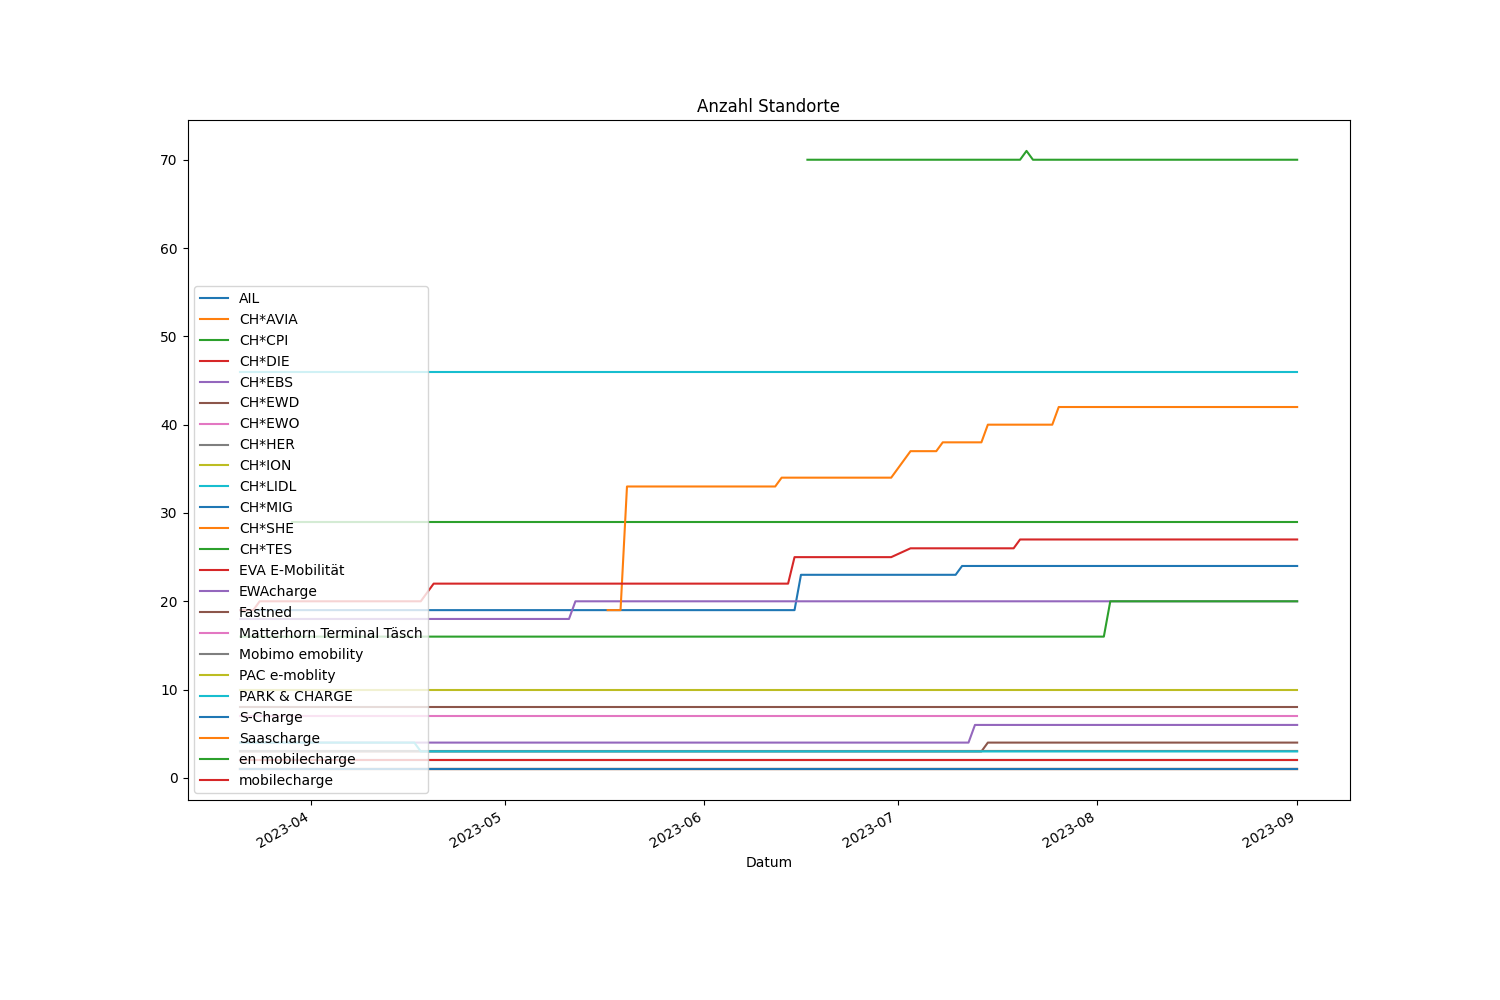 Anzahl Standorte
70
60
50
40
30
20
10
0
AIL
CH*AVIA
CH*CPI
CH*DIE
CH*EBS
CH*EWD
CH*EWO
CH*HER
CH*ION
CH*LIDL
CH*MIG
CH*SHE
CH*TES
EVA E-Mobilität
EWAcharge
Fastned
Matterhorn Terminal Täsch
Mobimo emobility
PAC e-moblity
PARK & CHARGE
S-Charge
Saascharge
en mobilecharge
mobilecharge
2023-04
2023-05
2023-06
2023-07
2023-08
2023-09
Datum